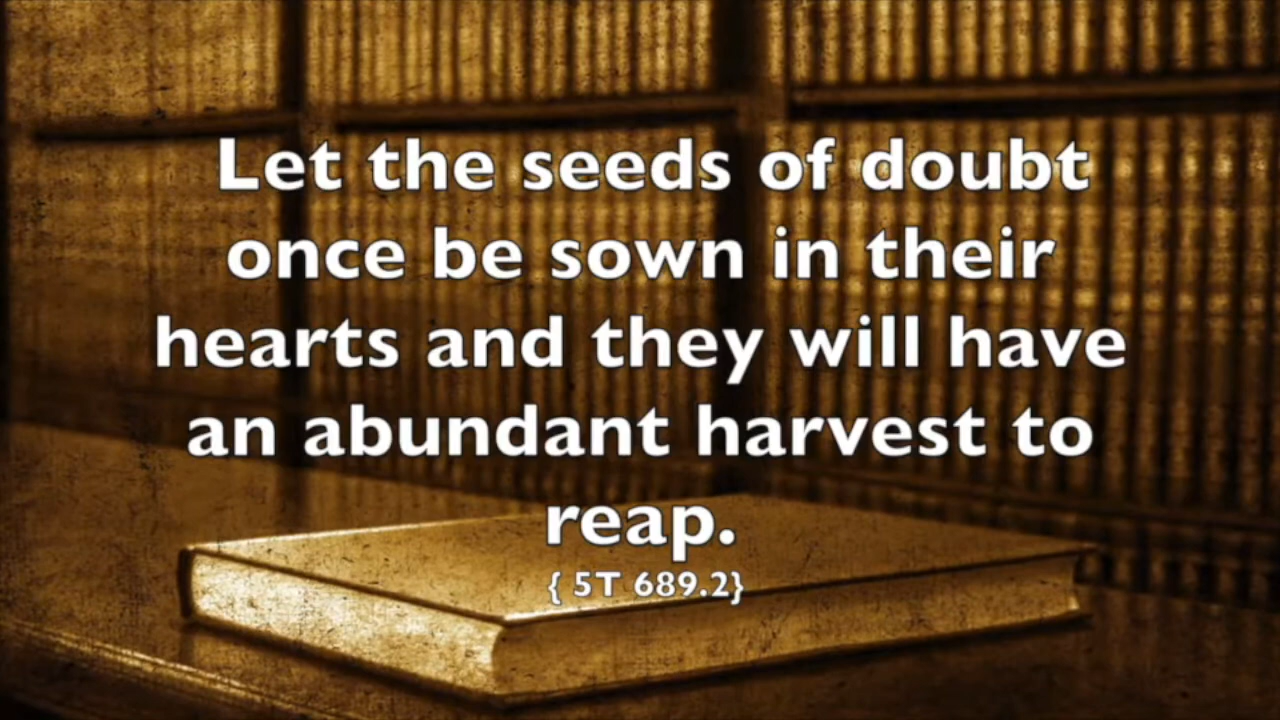 Let the seeds of doubt
once be sown in their
hearts and they will have
an abundant harvest to
reap.
{ 5T 689.2}